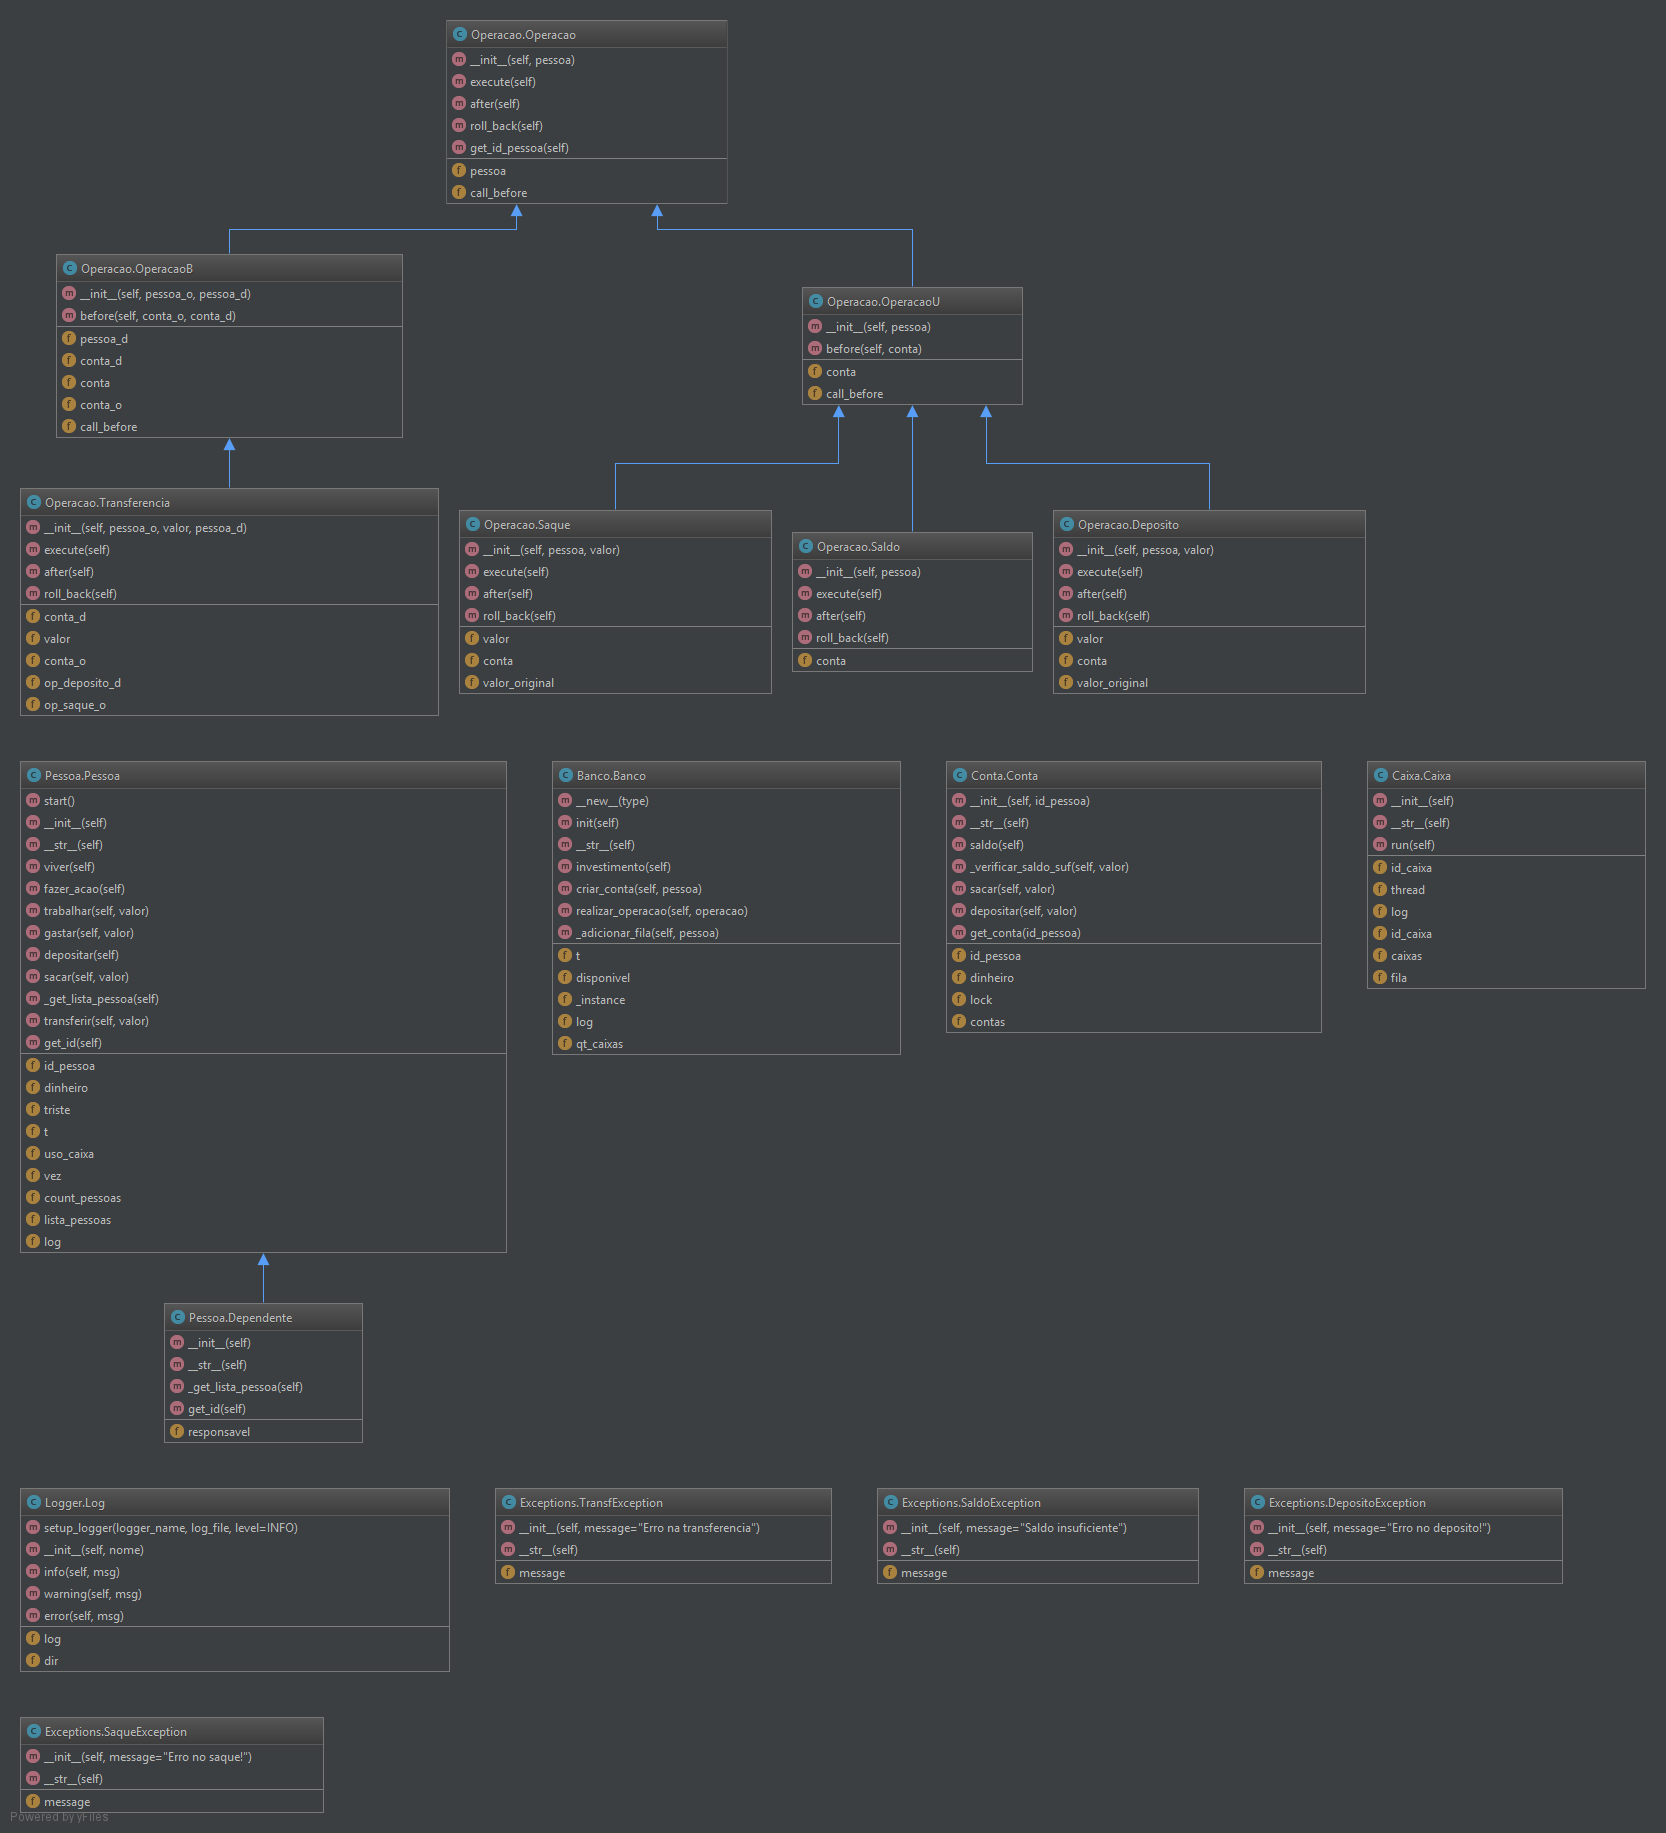 Operacao.Operacao
__init__(self, pessoa)
execute(self)
after(self)
roll_back(self)
get_id_pessoa(self)
pessoa
call_before
Operacao.OperacaoB
__init__(self, pessoa_o, pessoa_d)
before(self, conta_o, conta_d)
pessoa_d
conta_d
conta
conta_o
call_before
Operacao.OperacaoU
__init__(self, pessoa)
before(self, conta)
conta
call_before
Operacao.Transferencia
__init__(self, pessoa_o, valor, pessoa_d)
execute(self)
after(self)
roll_back(self)
conta_d
valor
conta_o
op_deposito_d
op_saque_o
Operacao.Saque
__init__(self, pessoa, valor)
execute(self)
after(self)
roll_back(self)
valor
conta
valor_original
Operacao.Saldo
__init__(self, pessoa)
execute(self)
after(self)
roll_back(self)
conta
Operacao.Deposito
__init__(self, pessoa, valor)
execute(self)
after(self)
roll_back(self)
valor
conta
valor_original
Pessoa.Pessoa
start()
__init__(self)
__str__(self)
viver(self)
fazer_acao(self)
trabalhar(self, valor)
gastar(self, valor)
depositar(self)
sacar(self, valor)
_get_lista_pessoa(self)
transferir(self, valor)
get_id(self)
id_pessoa
dinheiro
triste
t
uso_caixa
vez
count_pessoas
lista_pessoas
log
Banco.Banco
__new__(type)
init(self)
__str__(self)
investimento(self)
criar_conta(self, pessoa)
realizar_operacao(self, operacao)
_adicionar_fila(self, pessoa)
t
disponivel
_instance
log
qt_caixas
Conta.Conta
__init__(self, id_pessoa)
__str__(self)
saldo(self)
_verificar_saldo_suf(self, valor)
sacar(self, valor)
depositar(self, valor)
get_conta(id_pessoa)
id_pessoa
dinheiro
lock
contas
Caixa.Caixa
__init__(self)
__str__(self)
run(self)
id_caixa
thread
log
id_caixa
caixas
fila
Pessoa.Dependente
__init__(self)
__str__(self)
_get_lista_pessoa(self)
get_id(self)
responsavel
Logger.Log
setup_logger(logger_name, log_file, level=INFO)
__init__(self, nome)
info(self, msg)
warning(self, msg)
error(self, msg)
log
dir
Exceptions.TransfException
__init__(self, message="Erro na transferencia")
__str__(self)
message
Exceptions.SaldoException
__init__(self, message="Saldo insuficiente")
__str__(self)
message
Exceptions.DepositoException
__init__(self, message="Erro no deposito!")
__str__(self)
message
Exceptions.SaqueException
__init__(self, message="Erro no saque!")
__str__(self)
message
Powered by yFiles